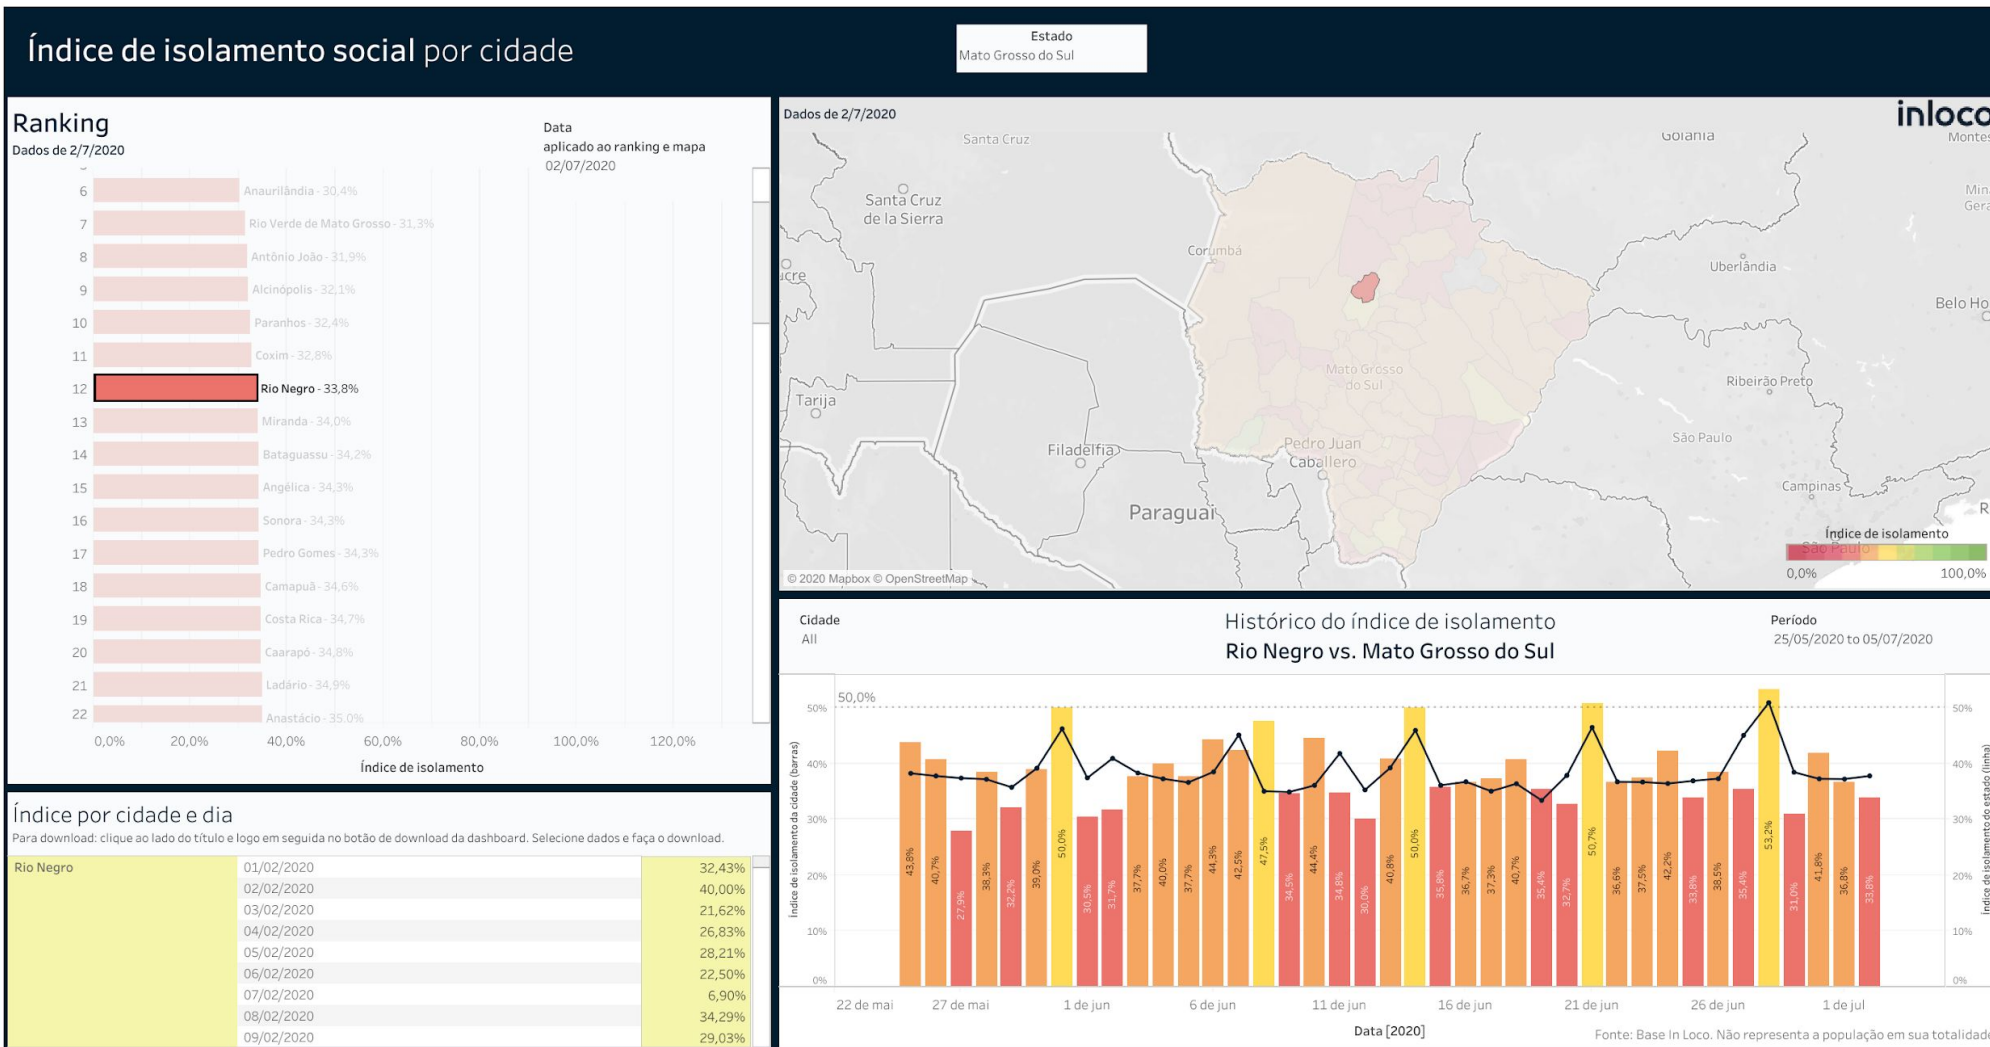 Índice de isolamento social por cidade
Estado
Mato Grosso do Sul
Ranking
Dados de 2/7/2020
Data
aplicado ao ranking e mapa
02/07/2020
6 Anaurilândia - 30,4%
7 Rio Verde de Mato Grosso - 31,3%
8 Antônio João - 31,9%
9 Alcinópolis - 32,1%
10 Paranhos - 32,4%
11 Coxim - 32,8%
12 Rio Negro - 33,8%
13 Miranda - 34,0%
14 Bataguassu - 34,2%
15 Angélica - 34,3%
16 Sonora - 34,3%
17 Pedro Gomes - 34,3%
18 Camapuã - 34,6%
19 Costa Rica - 34,7%
20 Caarapó - 34,8%
21 Ladário - 34,9%
22 Anastácio - 35,0%
0,0% 20,0% 40,0% 60,0% 80,0% 100,0% 120,0%
Índice de isolamento
Índice por cidade e dia
Para download: clique ao lado do título e logo em seguida no botão de download da dashboard. Selecione dados e faça o download.
Rio Negro 01/02/2020 32,43%
02/02/2020 40,00%
03/02/2020 21,62%
04/02/2020 26,83%
05/02/2020 28,21%
06/02/2020 22,50%
07/02/2020 6,90%
08/02/2020 34,29%
09/02/2020 29,03%
Dados de 2/7/2020
inloco
Santa Cruz
Goiânia
Montes
Santa Cruz
de la Sierra
Min
Gera
Corumbá
Uberlândia
ucre
Belo Ho
Mato Grosso
do Sul
Ribeirão Preto
Tarija
São Paulo
Filadélfia
Pedro Juan
Caballero
Campinas
Paraguai
R
Índice de isolamento
São Paulo
0,0% 100,0%
© 2020 Mapbox © OpenStreetMap
Cidade
All
Histórico do índice de isolamento
Rio Negro vs. Mato Grosso do Sul
Período
25/05/2020 to 05/07/2020
50,0%
Índice de isolamento da cidade (barras)
50%
40%
30%
20%
10%
0%
43,8% 40,7% 27,9% 38,3% 32,2% 39,0% 50,0% 30,5% 31,7% 37,7% 40,0% 37,7% 44,3% 42,5% 47,5% 34,5% 44,4% 34,8% 30,0% 40,8% 50,0% 35,8% 36,7% 37,3% 40,7% 35,4% 32,7% 50,7% 36,6% 37,5% 42,2% 33,8% 38,5% 35,4% 53,2% 31,0% 41,8% 36,8% 33,8%
50%
40%
30%
20%
10%
0%
Índice de isolamento do estado (linha)
22 de mai 27 de mai 1 de jun 6 de jun 11 de jun 16 de jun 21 de jun 26 de jun 1 de jul
Data [2020]
Fonte: Base In Loco. Não representa a população em sua totalidade